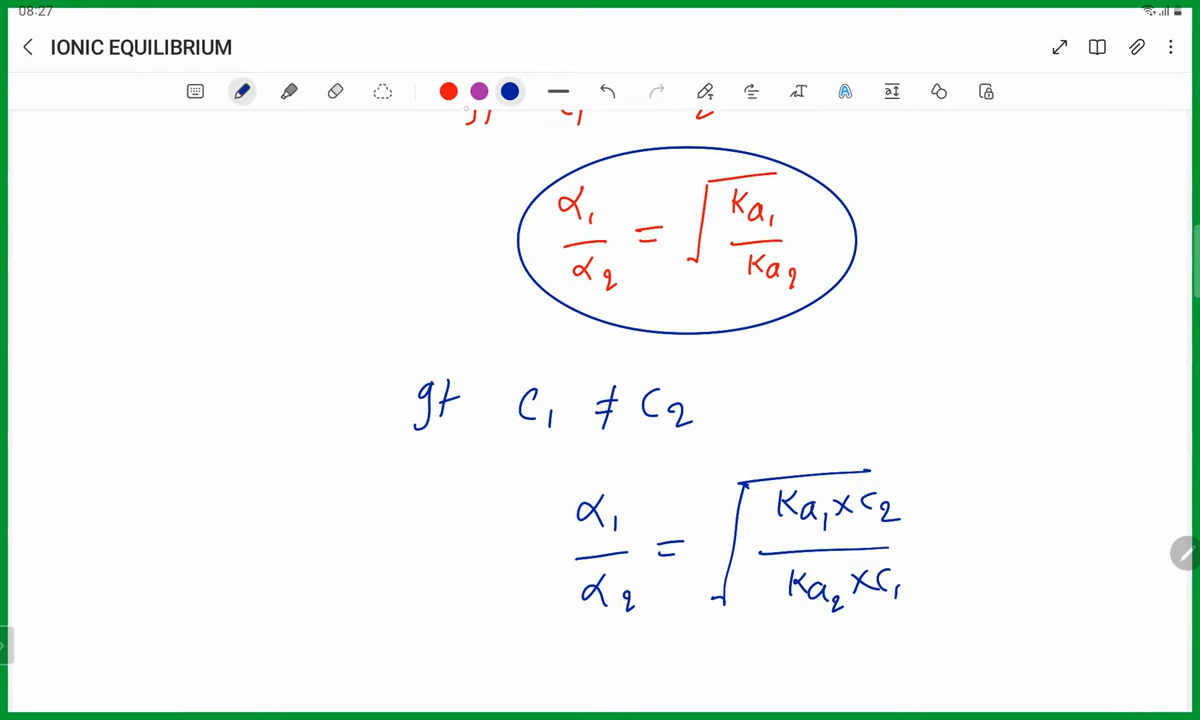 08:27
IONIC EQUILIBRIUM
α₁/α₂ = √(Ka₁/Ka₂)
If C₁ ≠ C₂
α₁/α₂ = √(Ka₁×C₂/Ka₂×C₁)